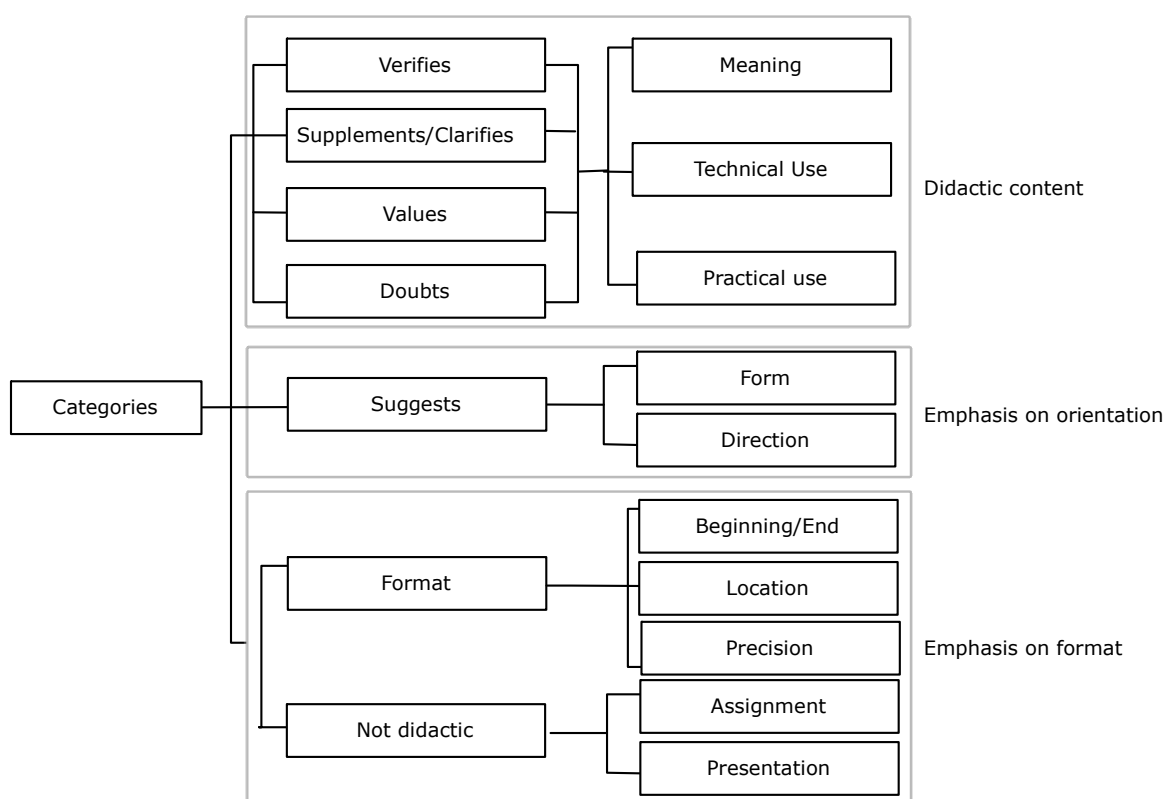 Verifies
Supplements/Clarifies
Values
Doubts
Meaning
Technical Use
Practical use
Didactic content
Categories
Suggests
Form
Direction
Emphasis on orientation
Format
Not didactic
Beginning/End
Location
Precision
Assignment
Presentation
Emphasis on format